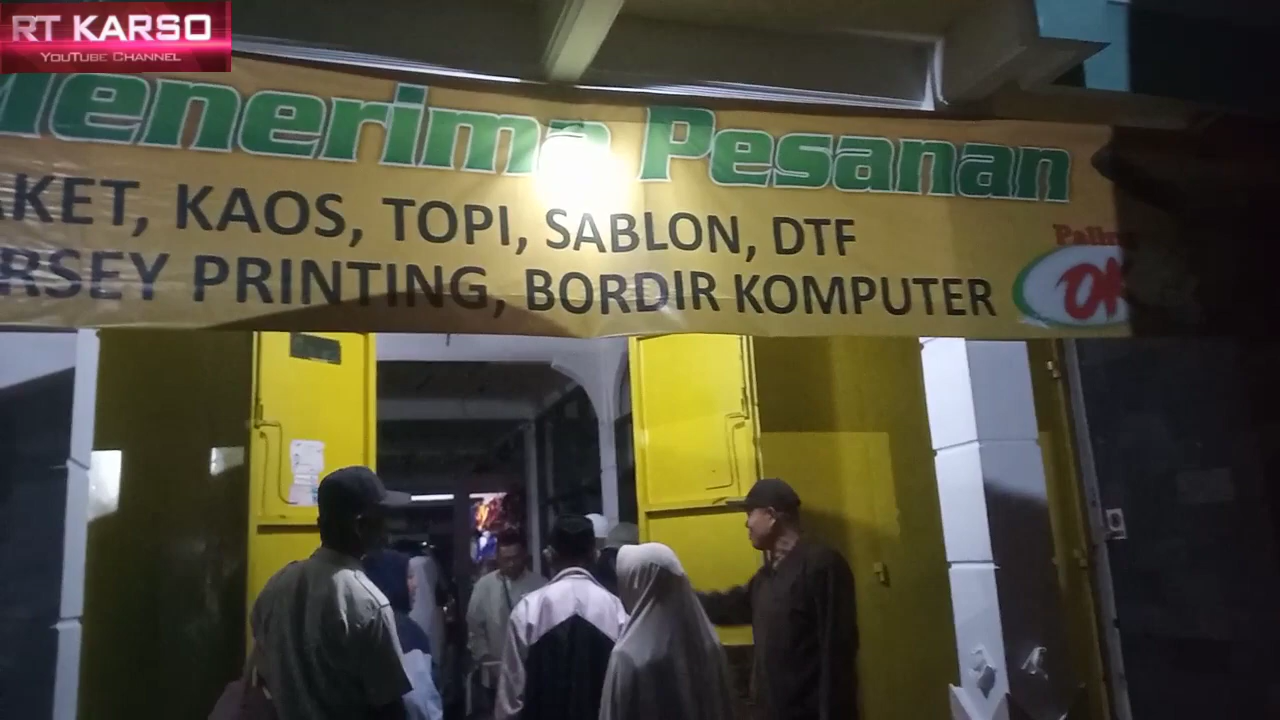 RT KARSO
YouTube Channel
Menerima Pesanan
KET, KAOS, TOPI, SABLON, DTF
RSEY PRINTING, BORDIR KOMPUTER
OK